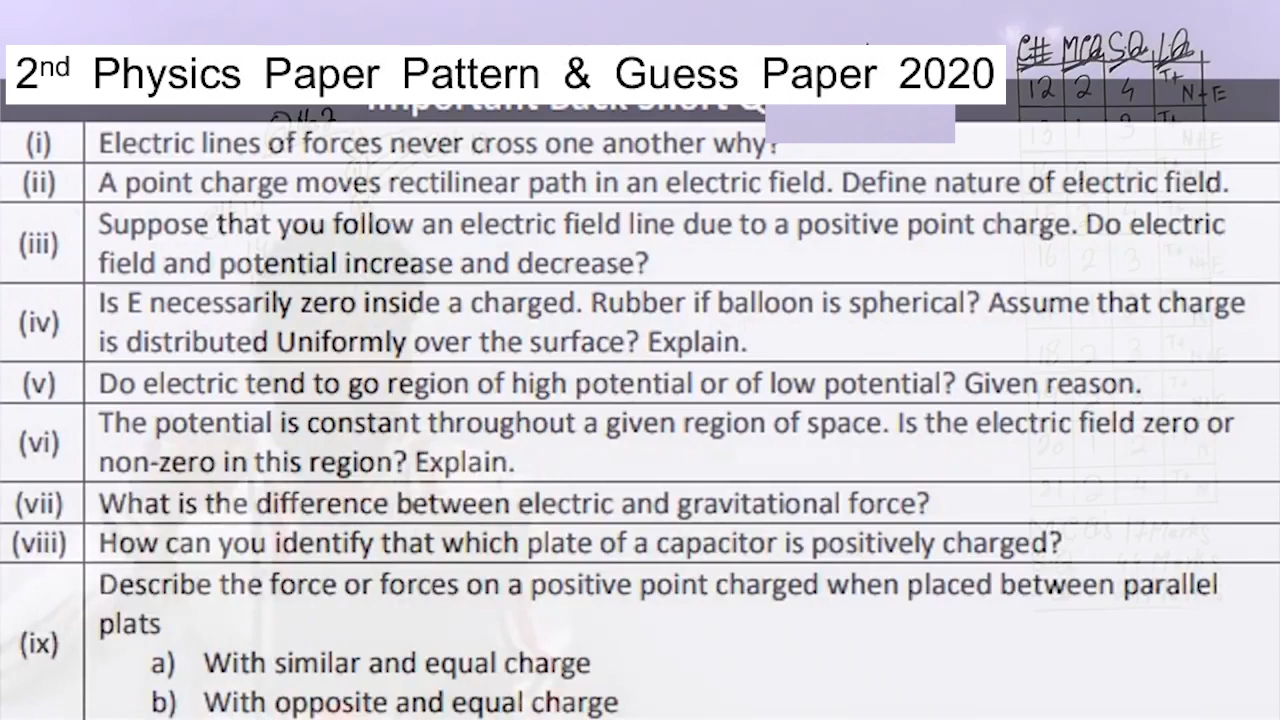 2nd Physics Paper Pattern & Guess Paper 2020
C# MCQ SQ LQ
12 2 4 T+
N+E
(i) Electric lines of forces never cross one another why?
(ii) A point charge moves rectilinear path in an electric field. Define nature of electric field.
(iii) Suppose that you follow an electric field line due to a positive point charge. Do electric
field and potential increase and decrease?
(iv) Is E necessarily zero inside a charged. Rubber if balloon is spherical? Assume that charge
is distributed Uniformly over the surface? Explain.
(v) Do electric tend to go region of high potential or of low potential? Given reason.
(vi) The potential is constant throughout a given region of space. Is the electric field zero or
non-zero in this region? Explain.
(vii) What is the difference between electric and gravitational force?
(viii) How can you identify that which plate of a capacitor is positively charged?
(ix) Describe the force or forces on a positive point charged when placed between parallel
plats
a) With similar and equal charge
b) With opposite and equal charge